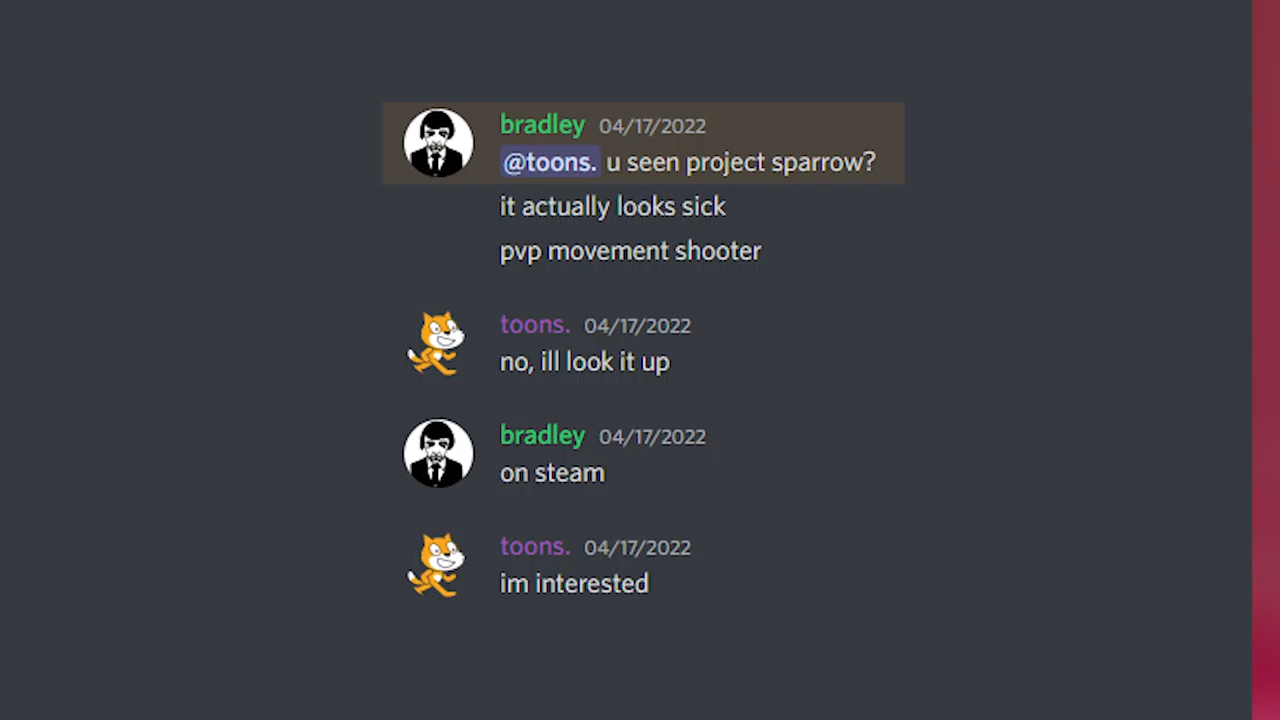 bradley 04/17/2022
@toons. u seen project sparrow?
it actually looks sick
pvp movement shooter
toons. 04/17/2022
no, ill look it up
bradley 04/17/2022
on steam
toons. 04/17/2022
im interested